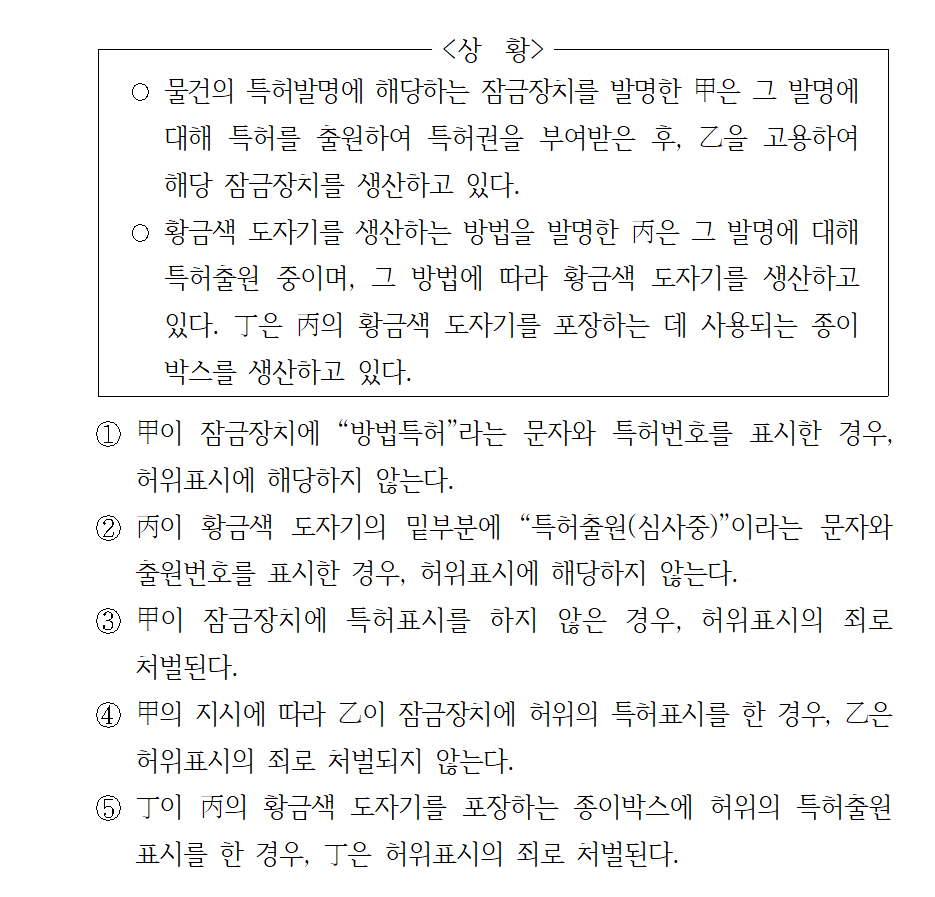 <상 황>
○ 물건의 특허발명에 해당하는 잠금장치를 발명한 甲은 그 발명에
대해 특허를 출원하여 특허권을 부여받은 후, 乙을 고용하여
해당 잠금장치를 생산하고 있다.
○ 황금색 도자기를 생산하는 방법을 발명한 丙은 그 발명에 대해
특허출원 중이며, 그 방법에 따라 황금색 도자기를 생산하고
있다. 丁은 丙의 황금색 도자기를 포장하는 데 사용되는 종이
박스를 생산하고 있다.
① 甲이 잠금장치에 “방법특허”라는 문자와 특허번호를 표시한 경우,
허위표시에 해당하지 않는다.
② 丙이 황금색 도자기의 밑부분에 “특허출원(심사중)”이라는 문자와
출원번호를 표시한 경우, 허위표시에 해당하지 않는다.
③ 甲이 잠금장치에 특허표시를 하지 않은 경우, 허위표시의 죄로
처벌된다.
④ 甲의 지시에 따라 乙이 잠금장치에 허위의 특허표시를 한 경우, 乙은
허위표시의 죄로 처벌되지 않는다.
⑤ 丁이 丙의 황금색 도자기를 포장하는 종이박스에 허위의 특허출원
표시를 한 경우, 丁은 허위표시의 죄로 처벌된다.